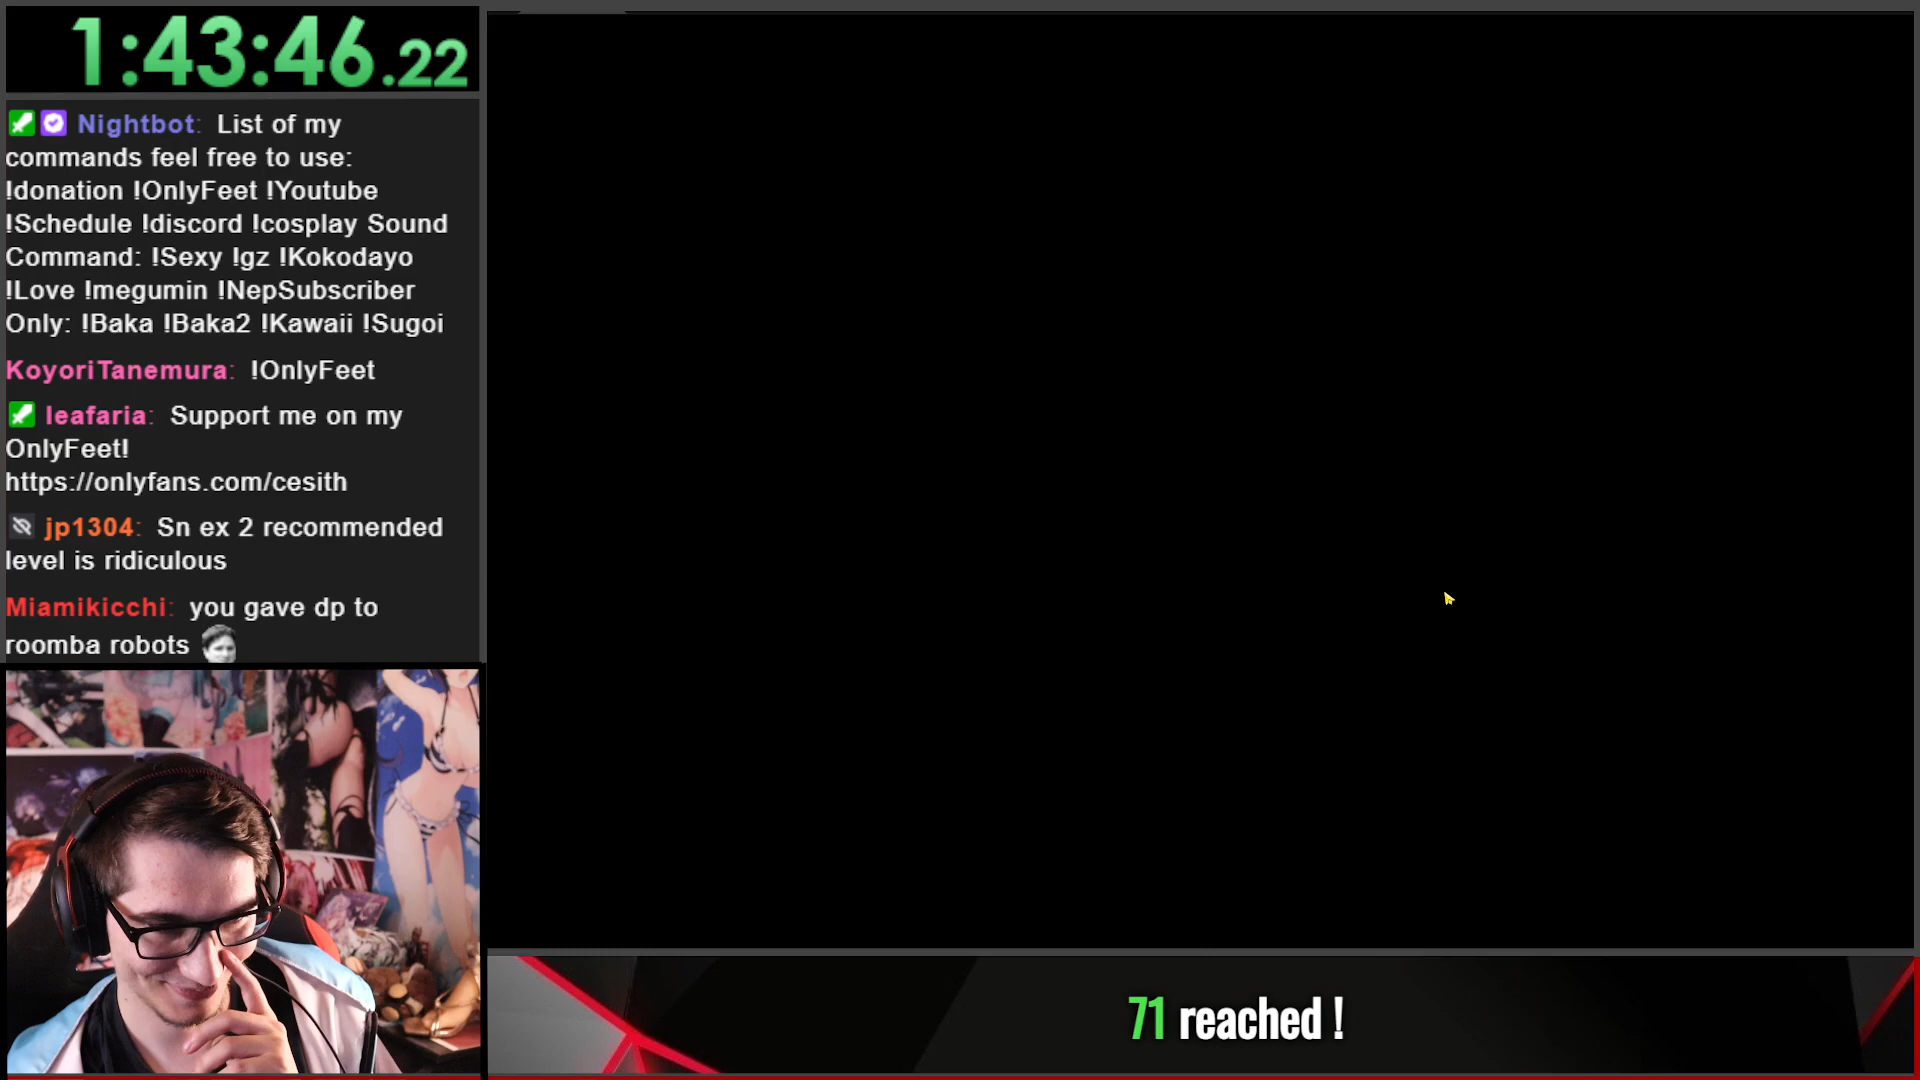 1:43:46.22
Nightbot: List of my
commands feel free to use:
!donation !OnlyFeet !Youtube
!Schedule !discord !cosplay Sound
Command: !Sexy !gz !Kokodayo
!Love !megumin !NepSubscriber
Only: !Baka !Baka2 !Kawaii !Sugoi
KoyoriTanemura: !OnlyFeet
leafaria: Support me on my
OnlyFeet!
https://onlyfans.com/cesith
jp1304: Sn ex 2 recommended
level is ridiculous
Miamikicchi: you gave dp to
roomba robots
71 reached !